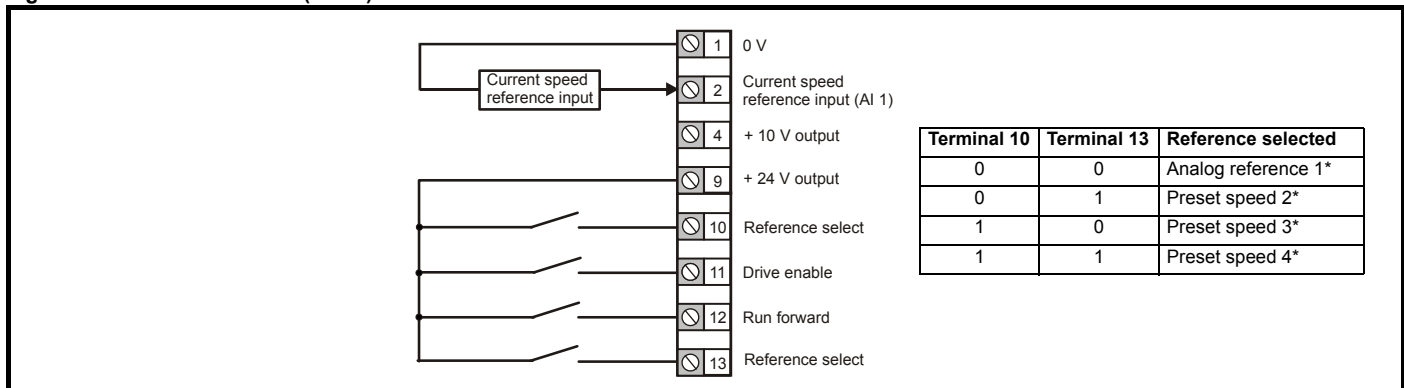 1 0 V
Current speed
reference input
2 Current speed
reference input (AI 1)
4 + 10 V output
9 + 24 V output
10 Reference select
11 Drive enable
12 Run forward
13 Reference select
Terminal 10 Terminal 13 Reference selected
0 0 Analog reference 1*
0 1 Preset speed 2*
1 0 Preset speed 3*
1 1 Preset speed 4*